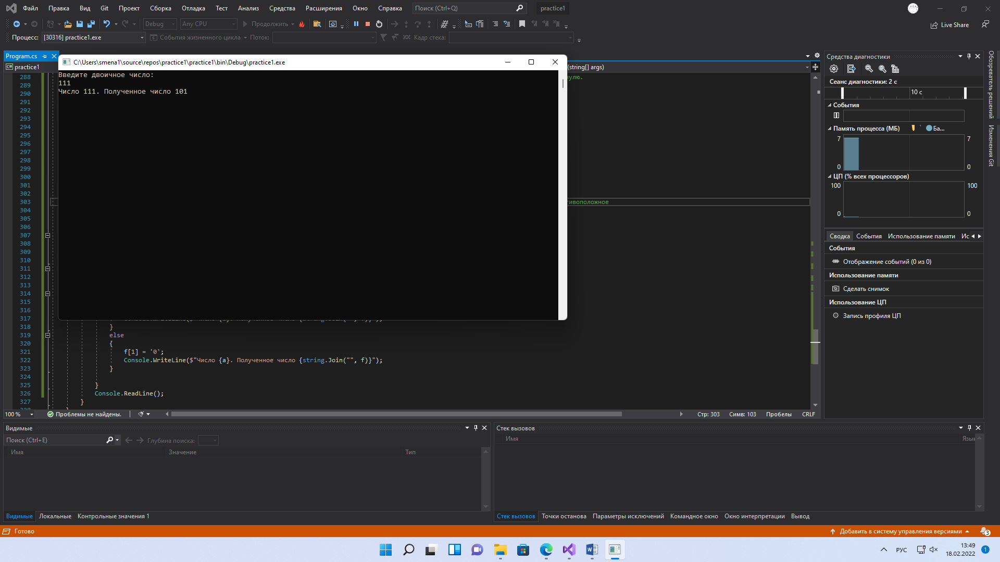 Файл Правка Вид Git Проект Сборка Отладка Тест Анализ Средства Расширения Окно Справка Поиск (Ctrl+Q) practice1
Debug Any CPU Продолжить Live Share
Процесс: [30316] practice1.exe События жизненного цикла Поток: Кадр стека:
Program.cs
practice1
C:\Users\smena1\source\repos\practice1\practice1\bin\Debug\practice1.exe
(string[] args)
Введите двоичное число:
111
Число 111. Полученное число 101
288
289
290
291
292
293
294
295
296
297
298
299
300
301
302
303
304
305
306
307
308
309
310
311
312
313
314
315
316
317
318 }
319 else
320 {
321 f[1] = '0';
322 Console.WriteLine($"Число {a}. Полученное число {string.Join("", f)}");
323 }
324
325 }
326 Console.ReadLine();
327 }
100 % Проблемы не найдены. Стр: 303 Симв: 103 Пробелы CRLF
Средства диагностики
Сеанс диагностики: 2 с
10 с
События
Память процесса (МБ) Ба...
7 7
0 0
ЦП (% всех процессоров)
100 100
0 0
Сводка События Использование памяти Ис
События
Отображение событий (0 из 0)
Использование памяти
Сделать снимок
Использование ЦП
Запись профиля ЦП
Обозреватель решений
Изменения Git
Видимые
Поиск (Ctrl+E) Глубина поиска:
Имя Значение Тип
Видимые Локальные Контрольные значения 1
Стек вызовов
Имя Язык
Стек вызовов Точки останова Параметры исключений Командное окно Окно интерпретации Вывод
Готово Добавить в систему управления версиями 3
РУС 13:49
18.02.2022 1